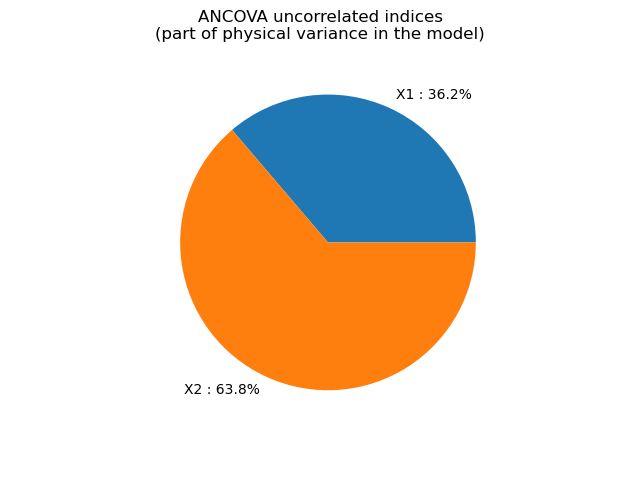 ANCOVA uncorrelated indices
(part of physical variance in the model)
X1 : 36.2%
X2 : 63.8%